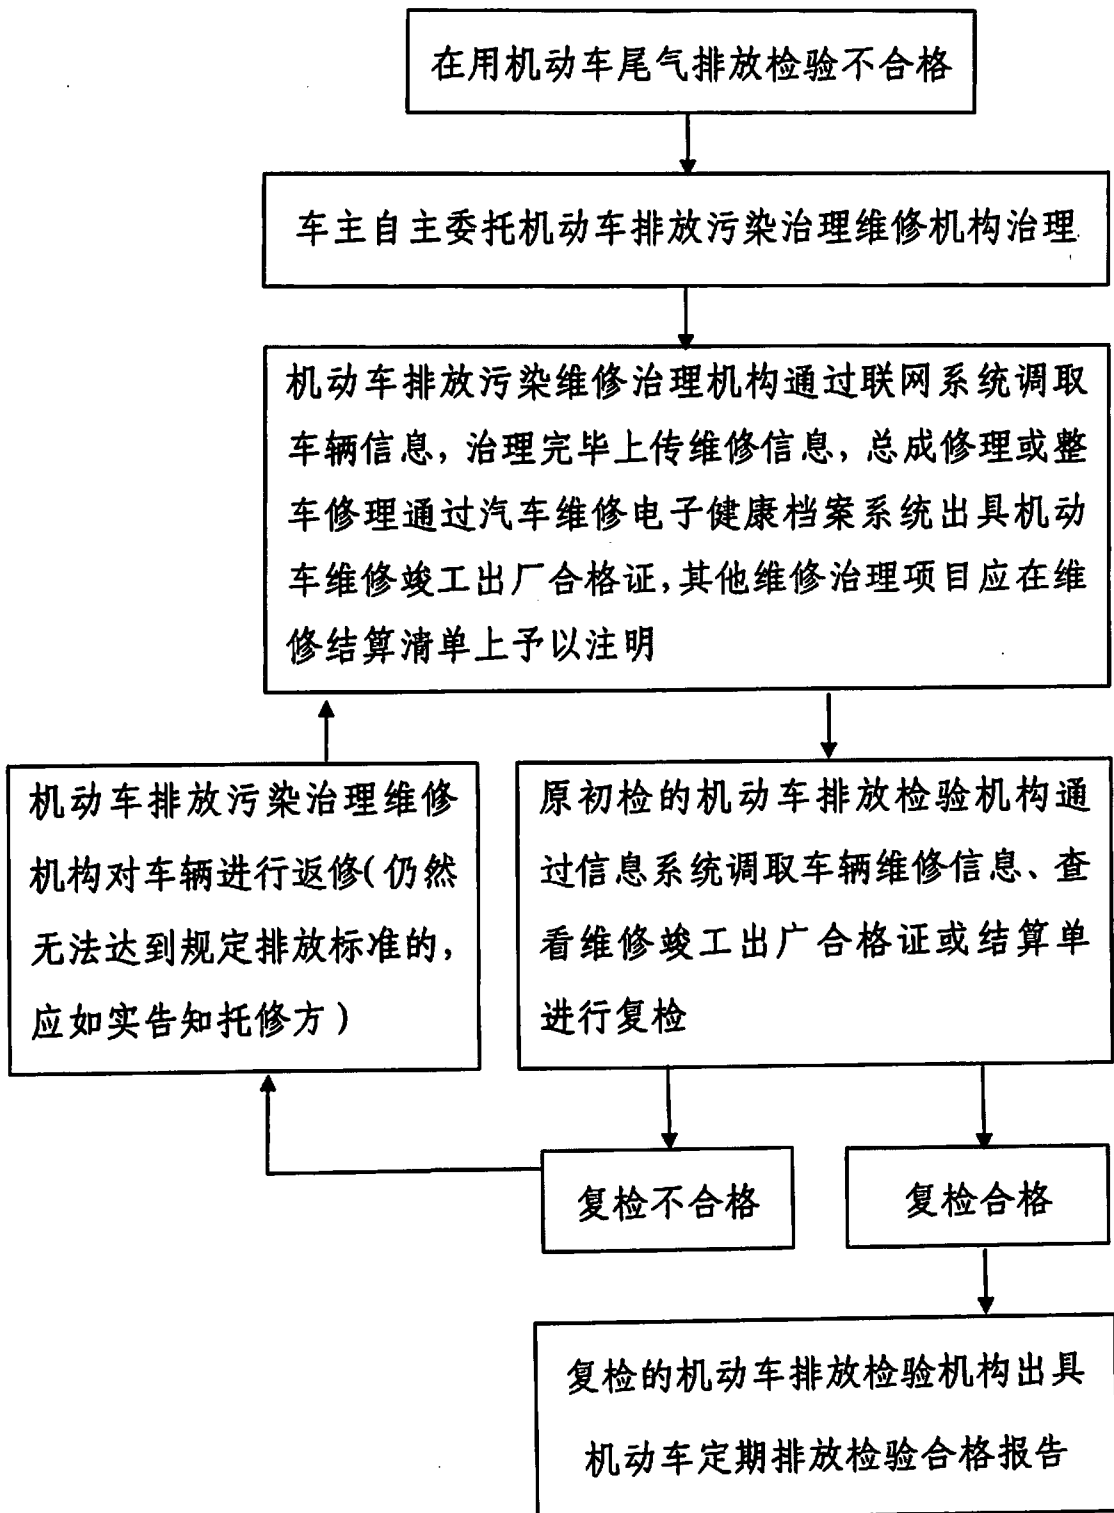 在用机动车尾气排放检验不合格
车主自主委托机动车排放污染治理维修机构治理
机动车排放污染维修治理机构通过联网系统调取
车辆信息,治理完毕上传维修信息,总成修理或整
车修理通过汽车维修电子健康档案系统出具机动
车维修竣工出厂合格证,其他维修治理项目应在维
修结算清单上予以注明
机动车排放污染治理维修
机构对车辆进行返修(仍然
无法达到规定排放标准的,
应如实告知托修方)
原初检的机动车排放检验机构通
过信息系统调取车辆维修信息、查
看维修竣工出厂合格证或结算单
进行复检
复检不合格
复检合格
复检的机动车排放检验机构出具
机动车定期排放检验合格报告